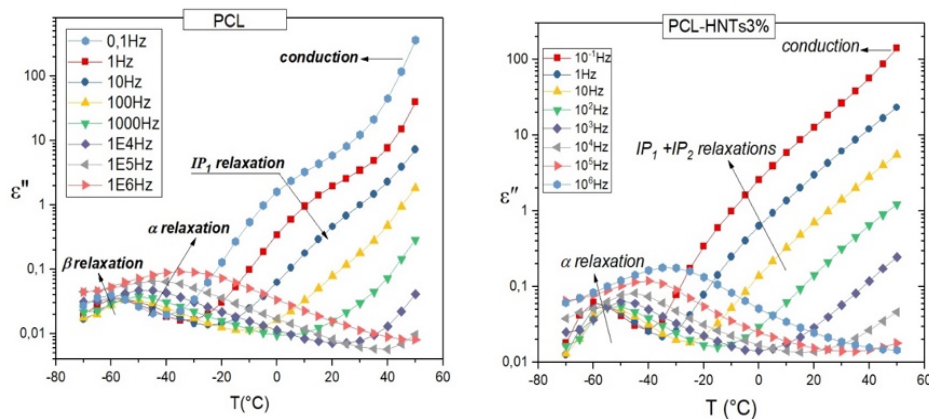 PCL
0,1Hz
1Hz
10Hz
100Hz
1000Hz
1E4Hz
1E5Hz
1E6Hz
conduction
IP₁ relaxation
α relaxation
β relaxation
ε''
100
10
1
0,1
0,01
-80 -60 -40 -20 0 20 40 60
T(°C)
PCL-HNTs3%
10⁻¹Hz
1Hz
10Hz
10²Hz
10³Hz
10⁴Hz
10⁵Hz
10⁶Hz
conduction
IP₁ +IP₂ relaxations
α relaxation
ε''
100
10
1
0,1
0,01
-80 -60 -40 -20 0 20 40 60
T (°C)